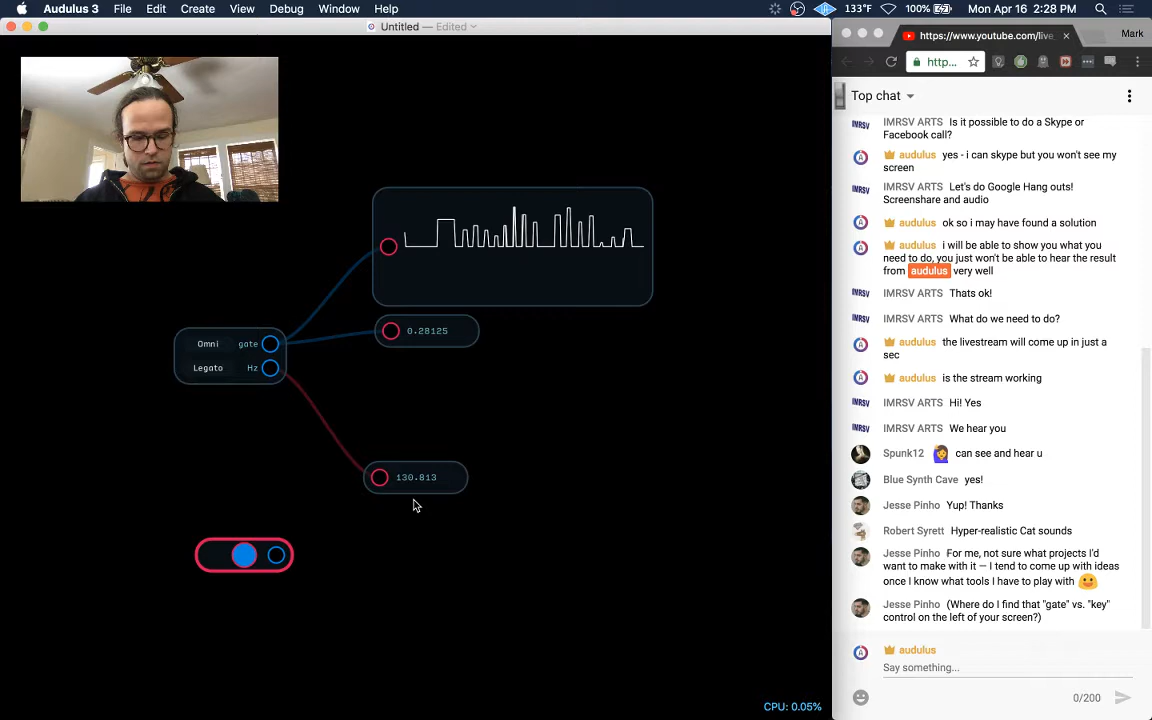 Audulus 3 File Edit Create View Debug Window Help
133°F 100% Mon Apr 16 2:28 PM
Untitled — Edited
Omni gate
Legato Hz
0.28125
130.813
CPU: 0.05%
https://www.youtube.com/live_
Mark
http...
Top chat
IMRSV ARTS Is it possible to do a Skype or
Facebook call?
audulus yes - i can skype but you won't see my
screen
IMRSV ARTS Let's do Google Hang outs!
Screenshare and audio
audulus ok so i may have found a solution
audulus i will be able to show you what you
need to do, you just won't be able to hear the result
from audulus very well
IMRSV ARTS Thats ok!
IMRSV ARTS What do we need to do?
audulus the livestream will come up in just a
sec
audulus is the stream working
IMRSV ARTS Hi! Yes
IMRSV ARTS We hear you
Spunk12 can see and hear u
Blue Synth Cave yes!
Jesse Pinho Yup! Thanks
Robert Syrett Hyper-realistic Cat sounds
Jesse Pinho For me, not sure what projects I'd
want to make with it — I tend to come up with ideas
once I know what tools I have to play with
Jesse Pinho (Where do I find that "gate" vs. "key"
control on the left of your screen?)
audulus
Say something...
0/200